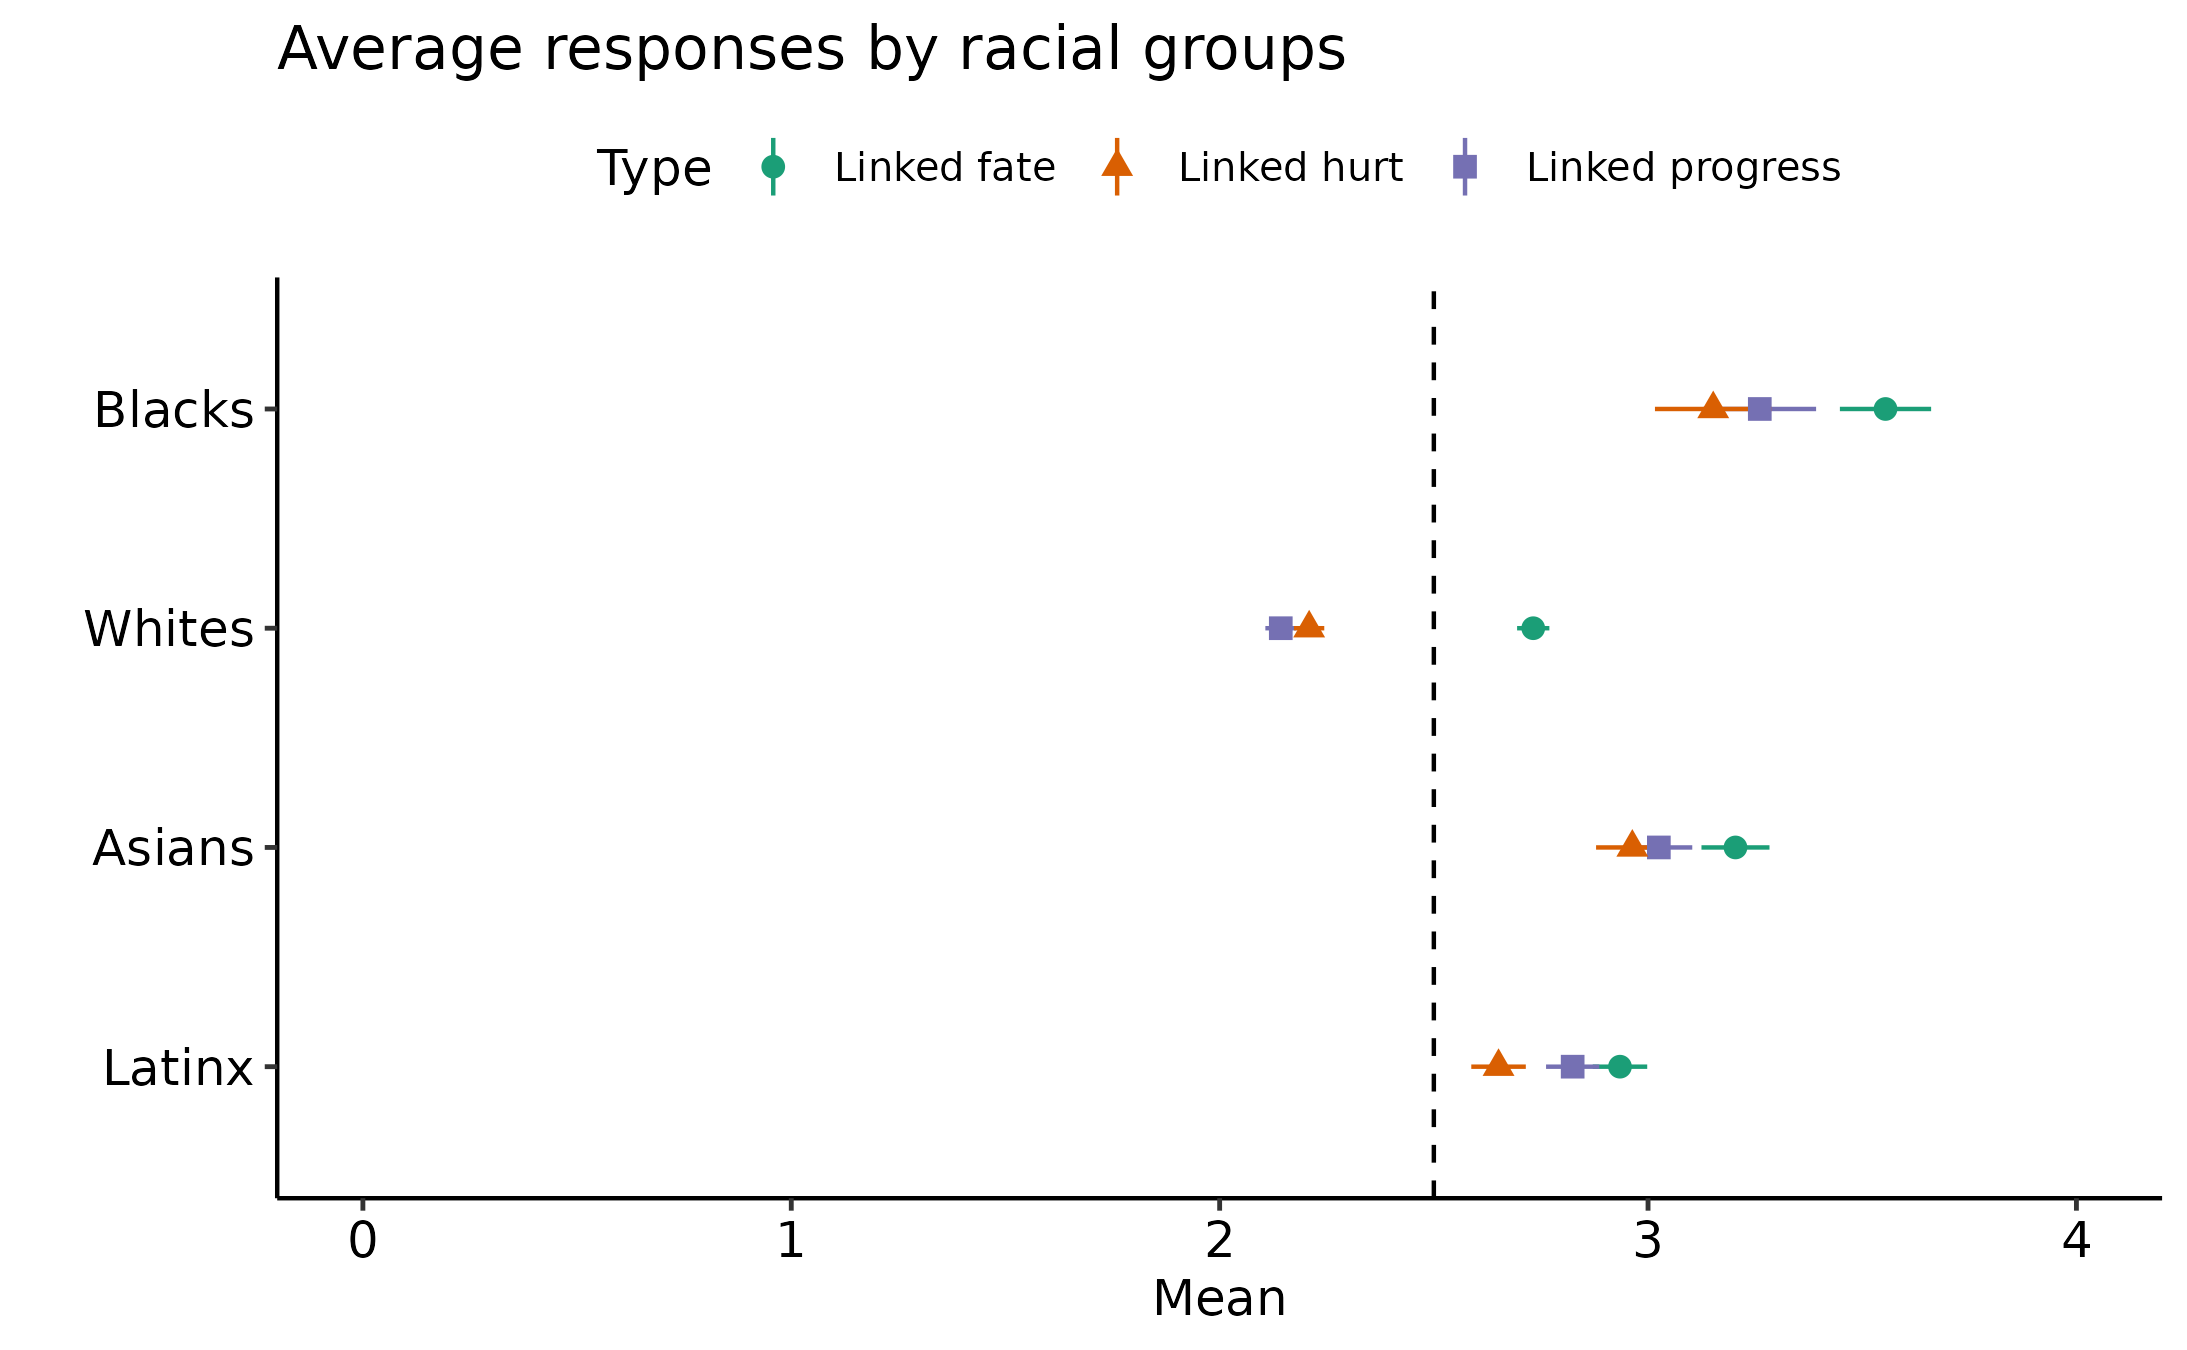 Average responses by racial groups
Type Linked fate Linked hurt Linked progress
Blacks
Whites
Asians
Latinx
0 1 2 3 4
Mean